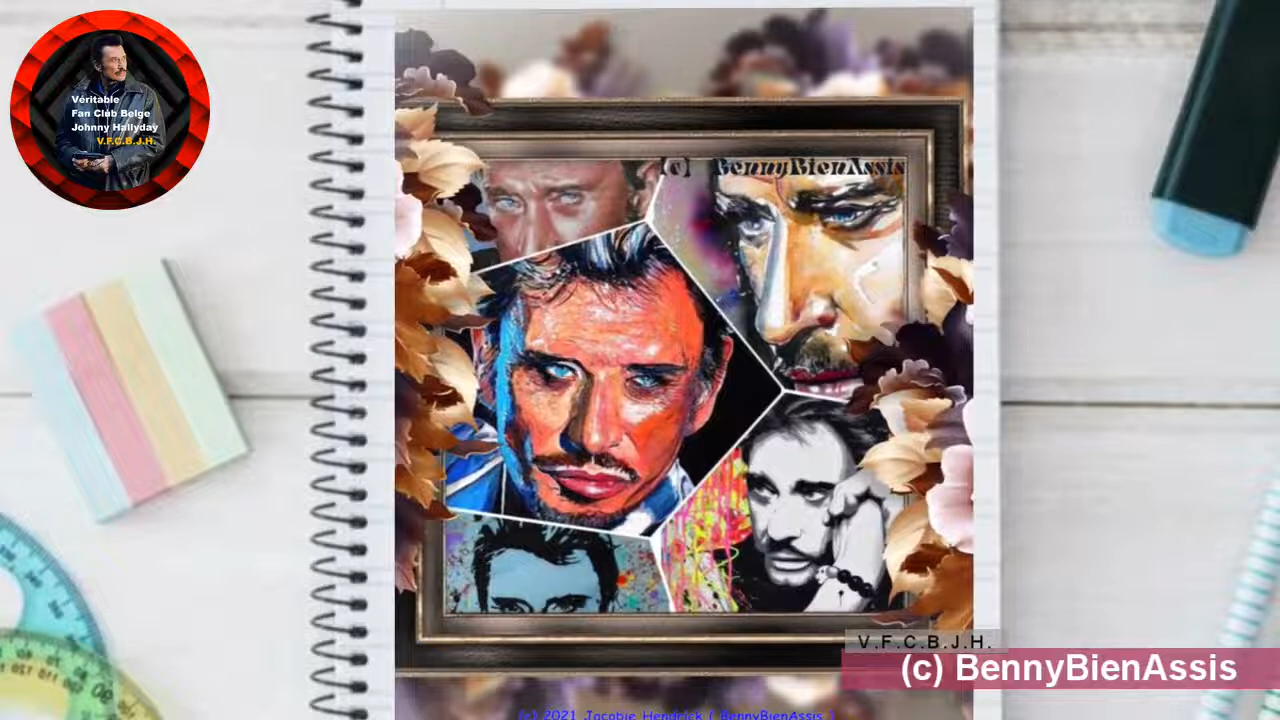 Véritable
Fan Club Belge
Johnny Hallyday
V.F.C.B.J.H.
(c) BennyBienAssis
V.F.C.B.J.H.
(c) BennyBienAssis
(c) 2021 Jacobie Hendrick ( BennyBienAssis )